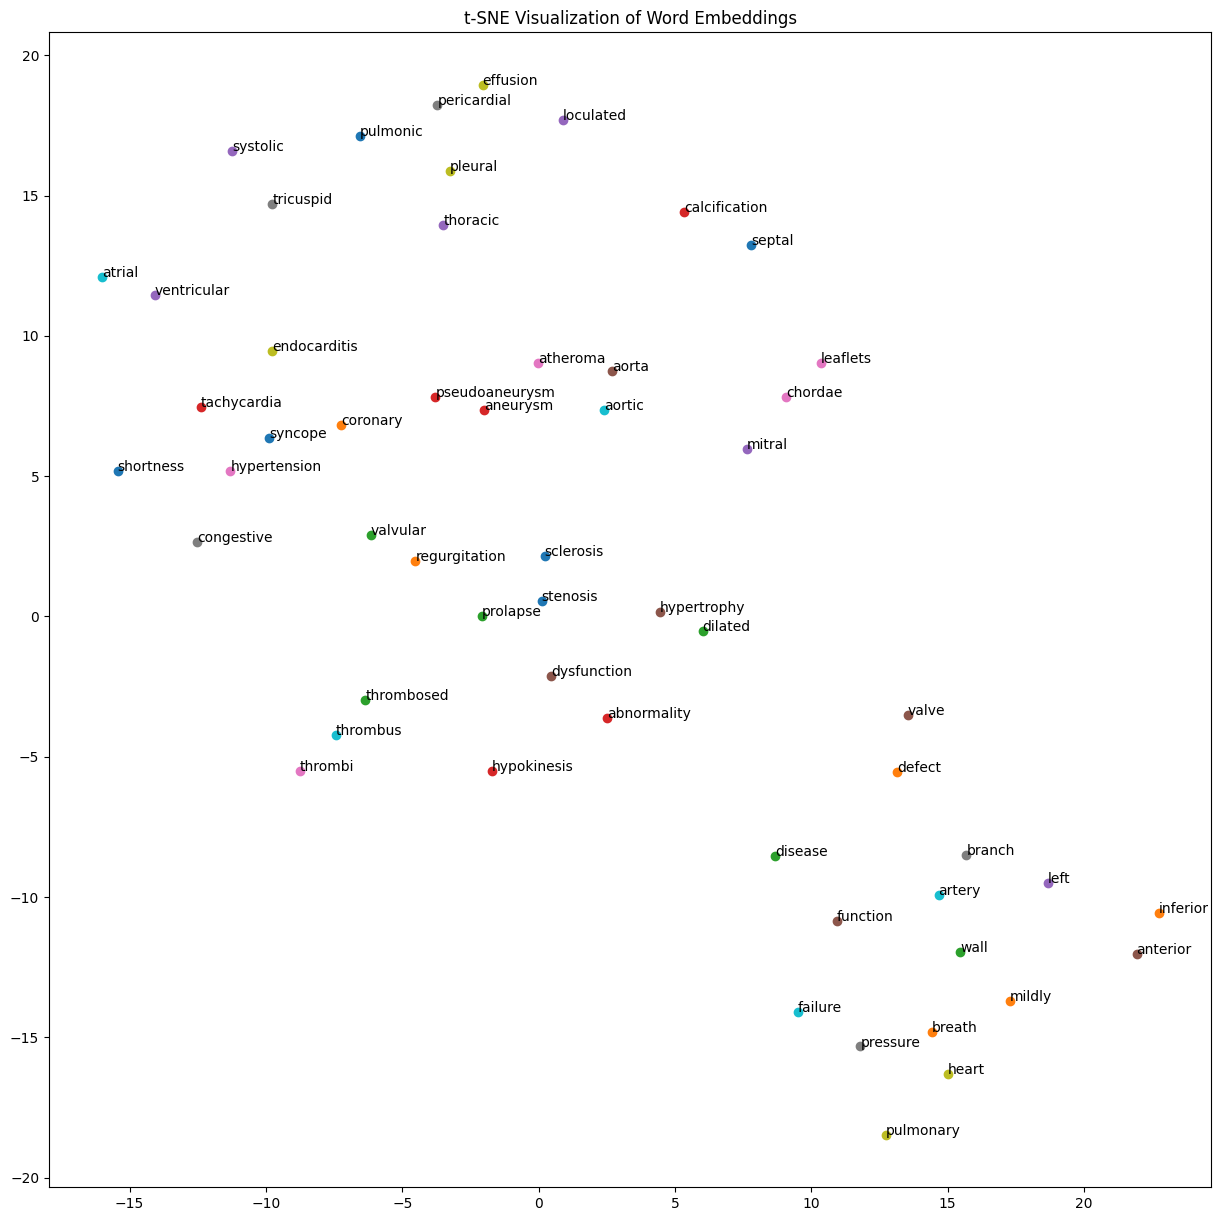 t-SNE Visualization of Word Embeddings
20
effusion
pericardial
loculated
pulmonic
systolic
pleural
15
tricuspid
calcification
thoracic
septal
atrial
ventricular
10
endocarditis
atheroma
leaflets
aorta
pseudoaneurysm
chordae
tachycardia
aneurysm
aortic
coronary
syncope
mitral
5
shortness
hypertension
valvular
congestive
regurgitation
sclerosis
stenosis
0
prolapse
hypertrophy
dilated
dysfunction
thrombosed
abnormality
valve
thrombus
−5
thrombi
hypokinesis
defect
disease
branch
left
−10
artery
inferior
function
wall
anterior
mildly
failure
−15
breath
pressure
heart
pulmonary
−20
−15 −10 −5 0 5 10 15 20